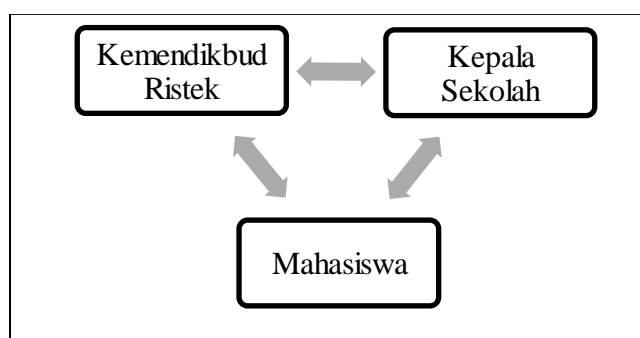 Kemendikbud
Ristek
Kepala
Sekolah
Mahasiswa